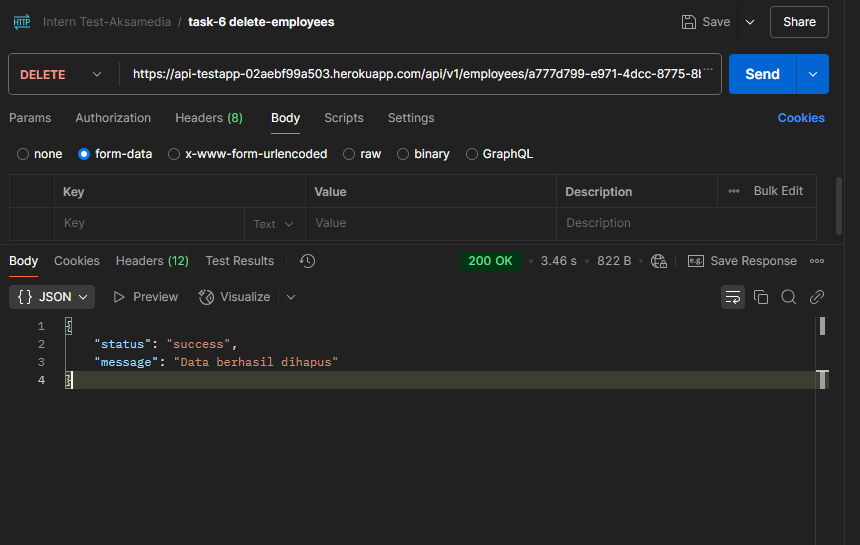 HTTP Intern Test-Aksamedia / task-6 delete-employees Save Share
DELETE https://api-testapp-02aebf99a503.herokuapp.com/api/v1/employees/a777d799-e971-4dcc-8775-8 ... Send
Params Authorization Headers (8) Body Scripts Settings Cookies
none form-data x-www-form-urlencoded raw binary GraphQL
Key Value Description Bulk Edit
Key Text Value Description
Body Cookies Headers (12) Test Results 200 OK 3.46 s 822 B e.g. Save Response
{} JSON Preview Visualize
1 {
2 "status": "success",
3 "message": "Data berhasil dihapus"
4 }